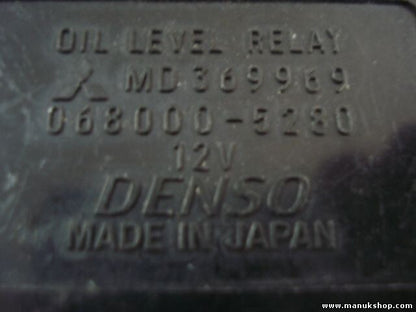 OIL LEVEL RELAY
MD369969
068000-5280
12V
DENSO
MADE IN JAPAN
www.manukshop.com